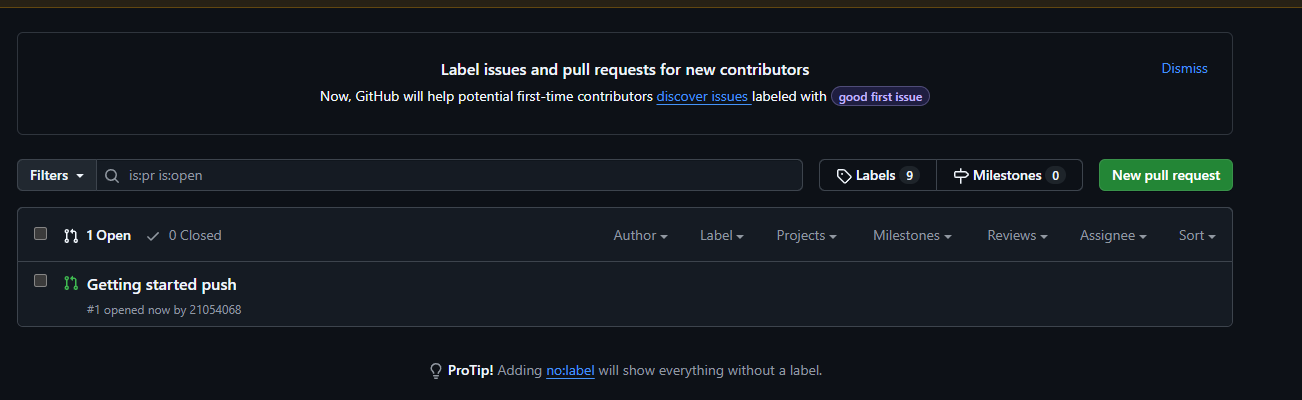 Label issues and pull requests for new contributors
Dismiss
Now, GitHub will help potential first-time contributors discover issues labeled with good first issue
Filters is:pr is:open Labels 9 Milestones 0 New pull request
1 Open 0 Closed Author Label Projects Milestones Reviews Assignee Sort
Getting started push
#1 opened now by 21054068
ProTip! Adding no:label will show everything without a label.